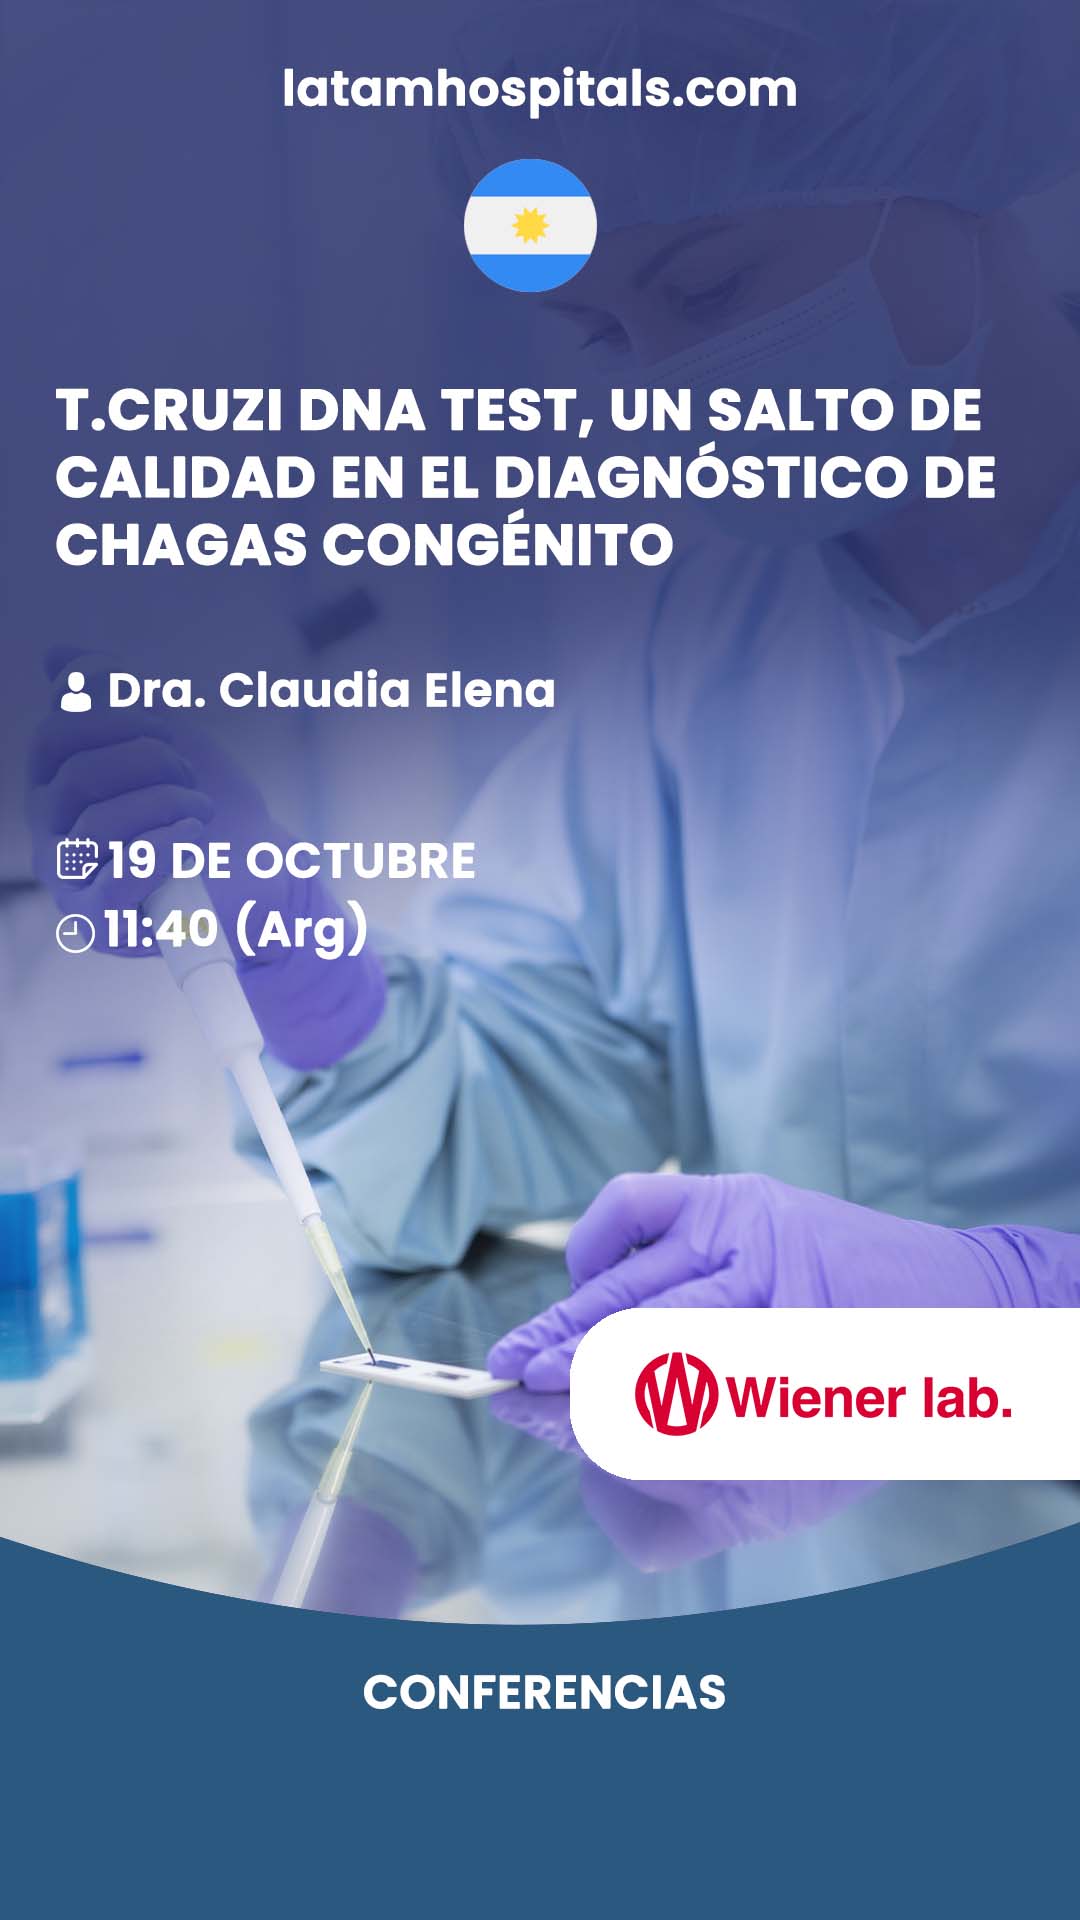 latamhospitals.com
T.CRUZI DNA TEST, UN SALTO DE
CALIDAD EN EL DIAGNÓSTICO DE
CHAGAS CONGÉNITO
Dra. Claudia Elena
19 DE OCTUBRE
11:40 (Arg)
Wiener lab.
CONFERENCIAS